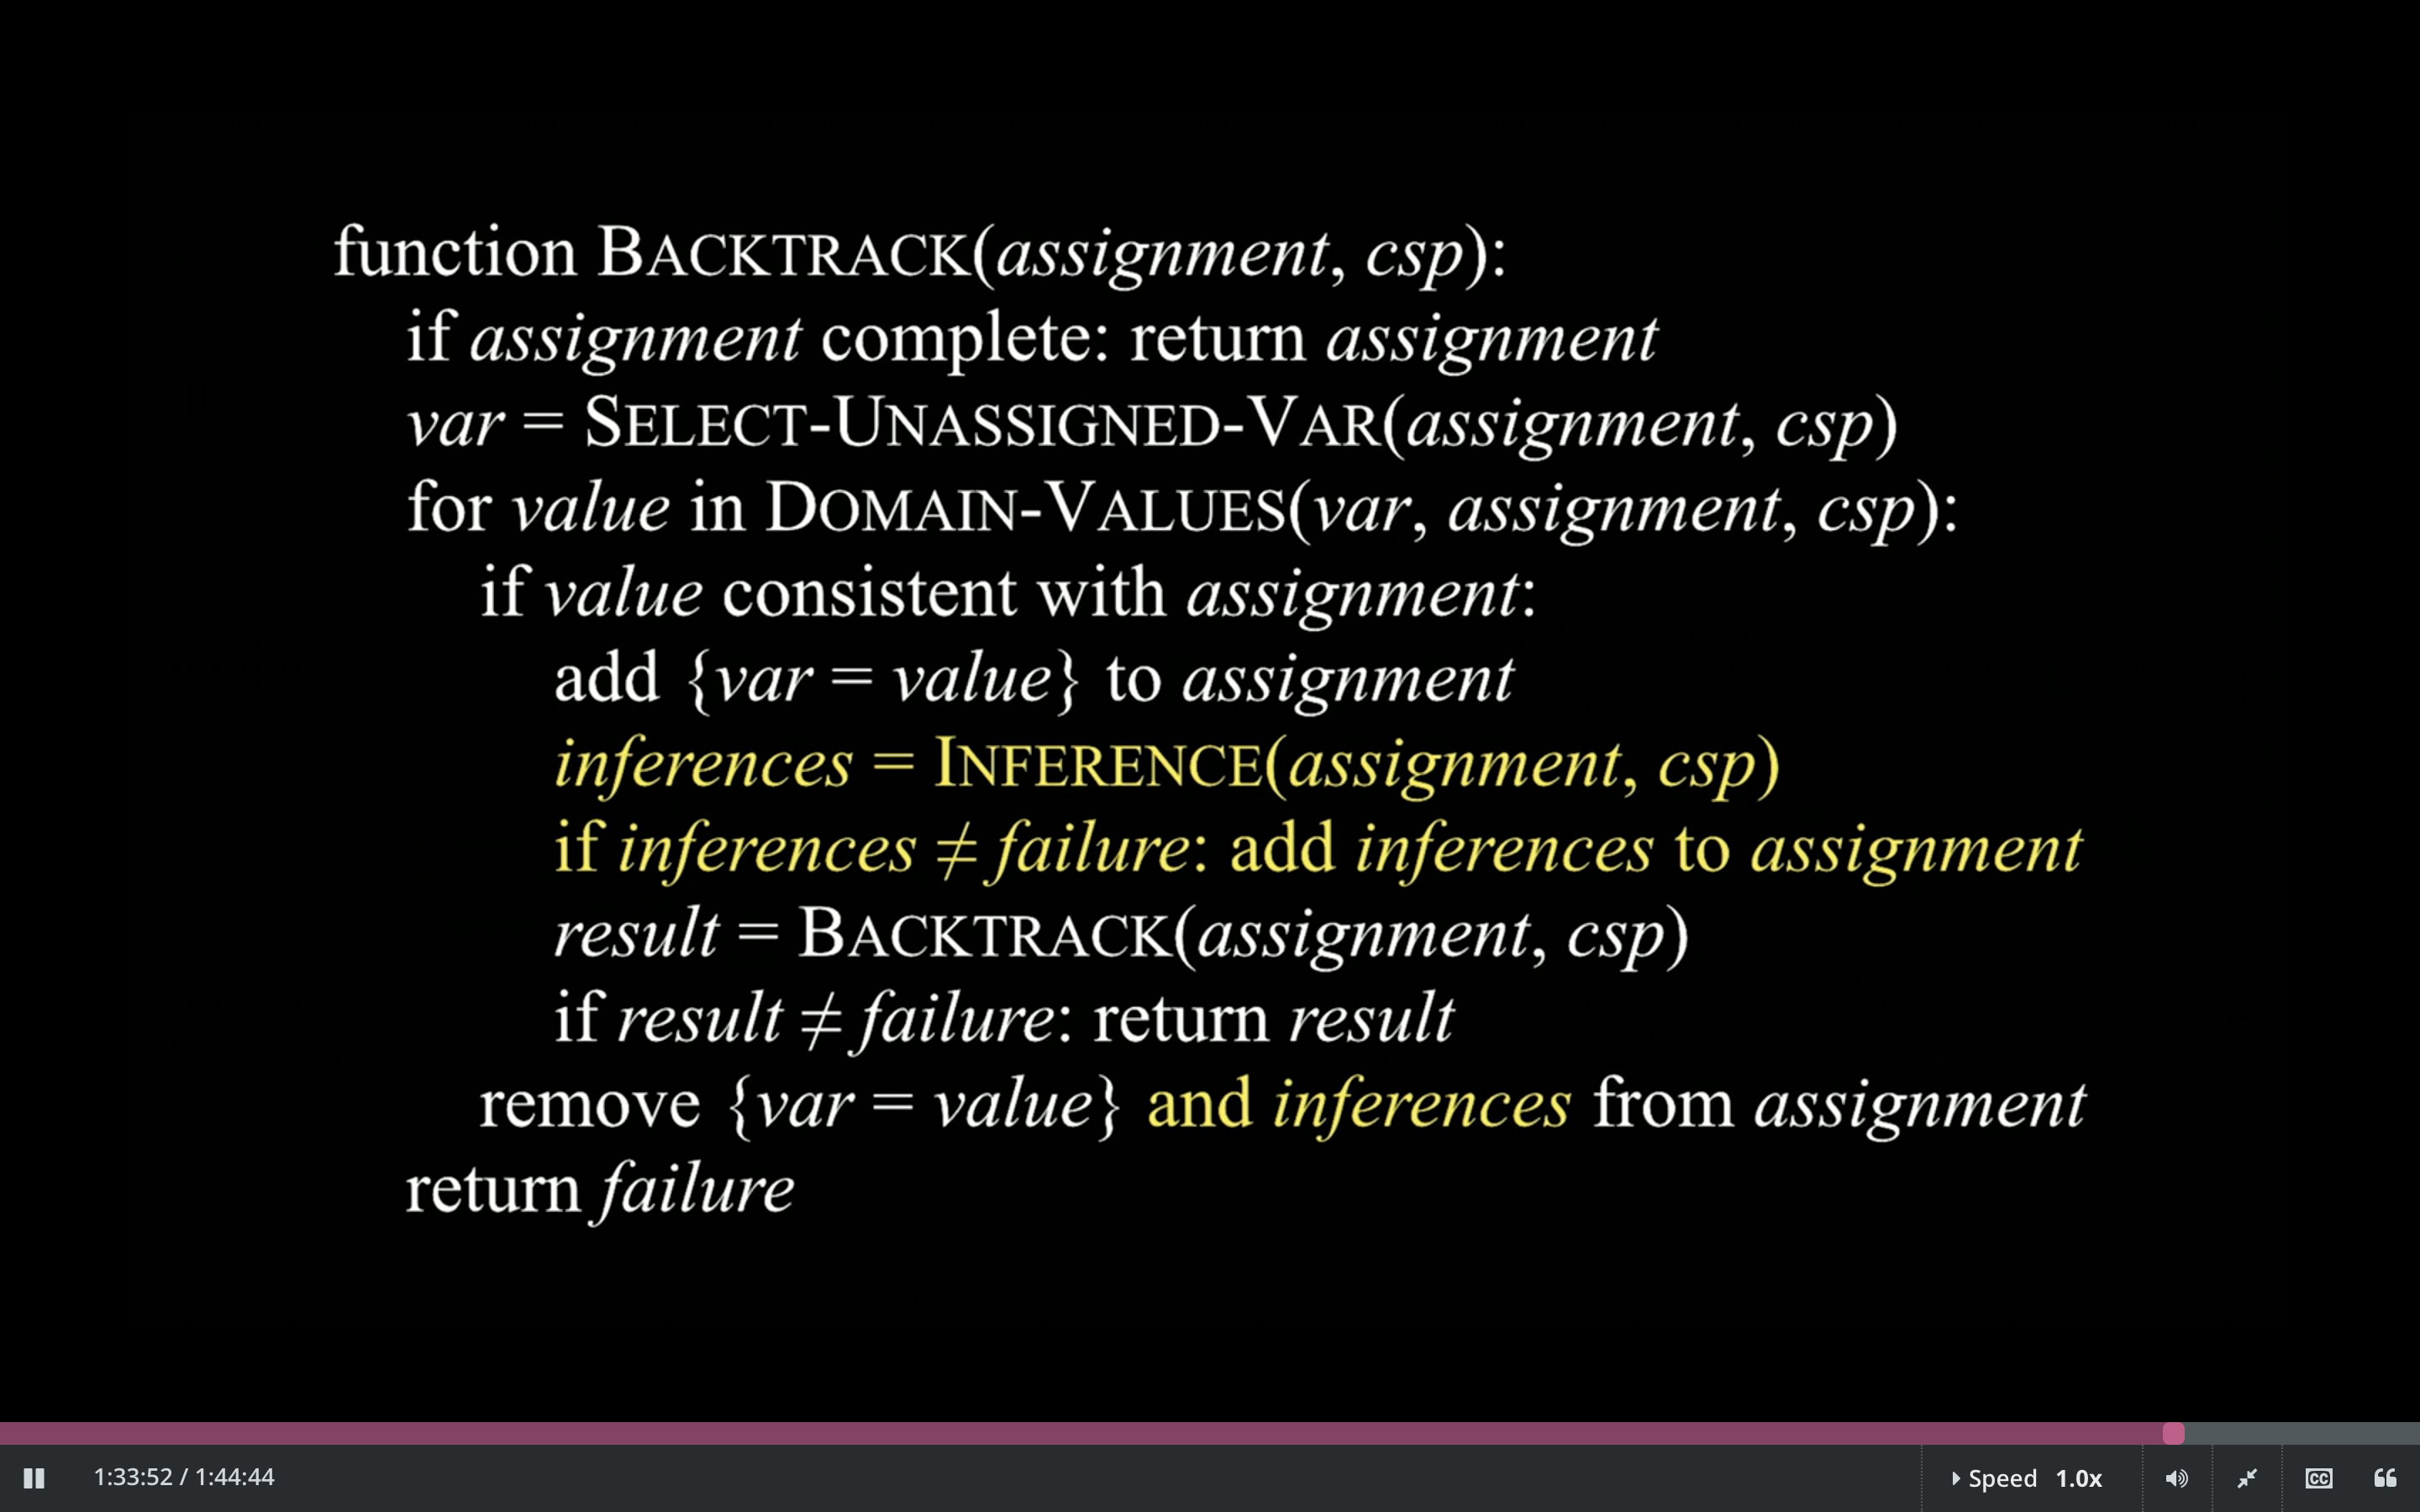 function BACKTRACK(assignment, csp):
if assignment complete: return assignment
var = SELECT-UNASSIGNED-VAR(assignment, csp)
for value in DOMAIN-VALUES(var, assignment, csp):
if value consistent with assignment:
add {var = value} to assignment
inferences = INFERENCE(assignment, csp)
if inferences ≠ failure: add inferences to assignment
result = BACKTRACK(assignment, csp)
if result ≠ failure: return result
remove {var = value} and inferences from assignment
return failure
1:33:52 / 1:44:44
Speed 1.0x
CC